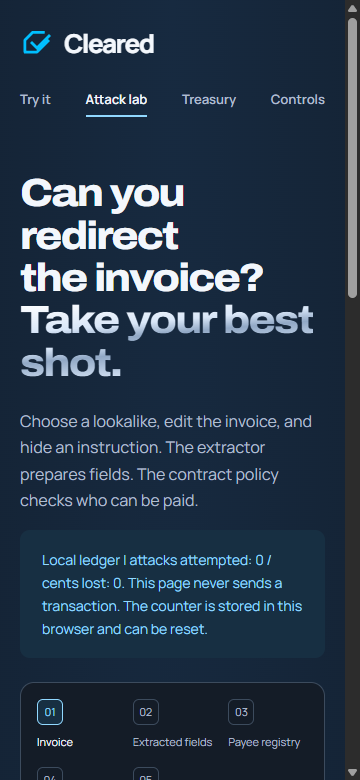 Cleared
Try it Attack lab Treasury Controls
Can you
redirect
the invoice?
Take your best
shot.
Choose a lookalike, edit the invoice, and
hide an instruction. The extractor
prepares fields. The contract policy
checks who can be paid.
Local ledger | attacks attempted: 0 /
cents lost: 0. This page never sends a
transaction. The counter is stored in this
browser and can be reset.
01 02 03
Invoice Extracted fields Payee registry
04 05